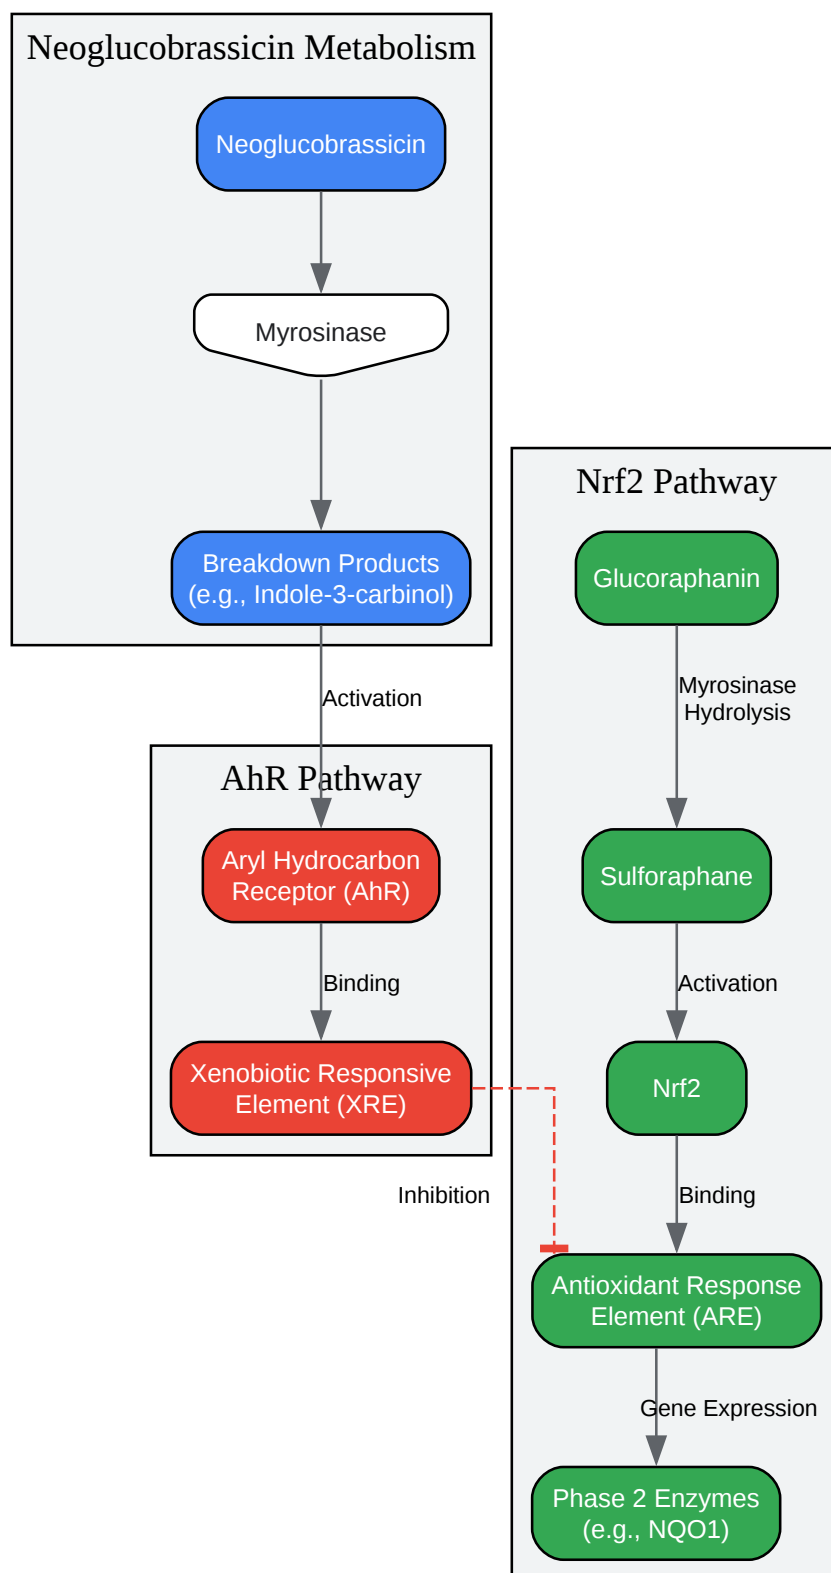 Neoglucobrassicin Metabolism
Neoglucobrassicin
Myrosinase
Breakdown Products
(e.g., Indole-3-carbinol)
Activation
AhR Pathway
Aryl Hydrocarbon
Receptor (AhR)
Binding
Xenobiotic Responsive
Element (XRE)
Inhibition
Nrf2 Pathway
Glucoraphanin
Myrosinase
Hydrolysis
Sulforaphane
Activation
Nrf2
Binding
Antioxidant Response
Element (ARE)
Gene Expression
Phase 2 Enzymes
(e.g., NQO1)